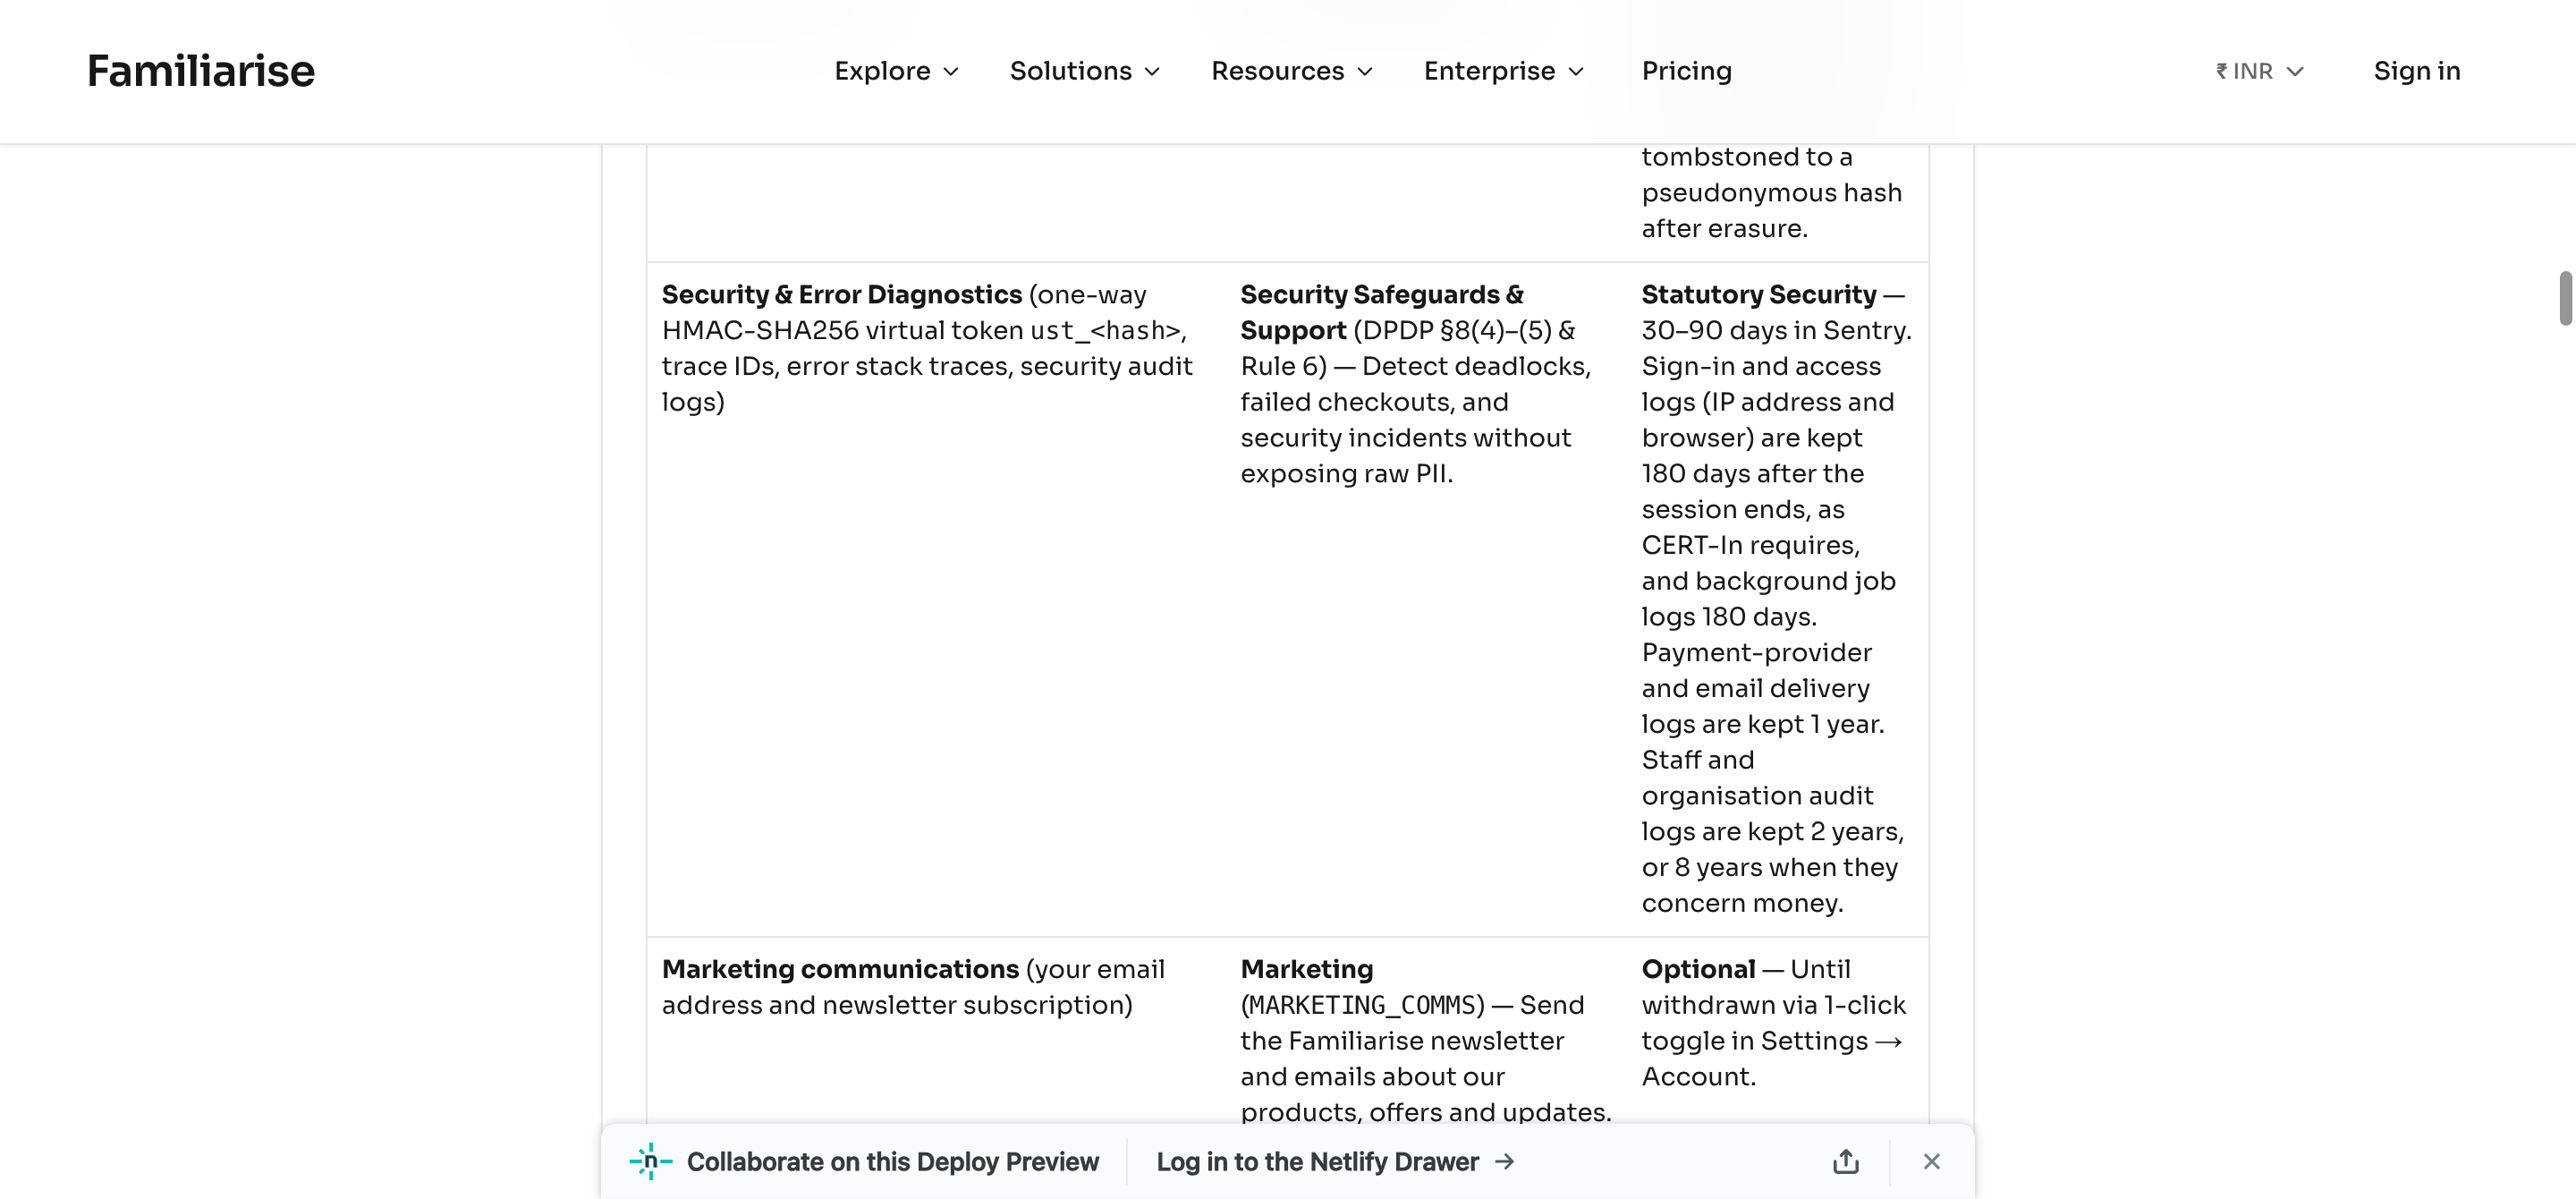 Familiarise
Explore
Solutions
Resources
Enterprise
Pricing
₹ INR
Sign in
tombstoned to a
pseudonymous hash
after erasure.
Security & Error Diagnostics (one-way
HMAC-SHA256 virtual token ust_<hash>,
trace IDs, error stack traces, security audit
logs)
Security Safeguards &
Support (DPDP §8(4)–(5) &
Rule 6) — Detect deadlocks,
failed checkouts, and
security incidents without
exposing raw PII.
Statutory Security —
30–90 days in Sentry.
Sign-in and access
logs (IP address and
browser) are kept
180 days after the
session ends, as
CERT-In requires,
and background job
logs 180 days.
Payment-provider
and email delivery
logs are kept 1 year.
Staff and
organisation audit
logs are kept 2 years,
or 8 years when they
concern money.
Marketing communications (your email
address and newsletter subscription)
Marketing
(MARKETING_COMMS) — Send
the Familiarise newsletter
and emails about our
products, offers and updates.
Optional — Until
withdrawn via 1-click
toggle in Settings →
Account.
Collaborate on this Deploy Preview
Log in to the Netlify Drawer →